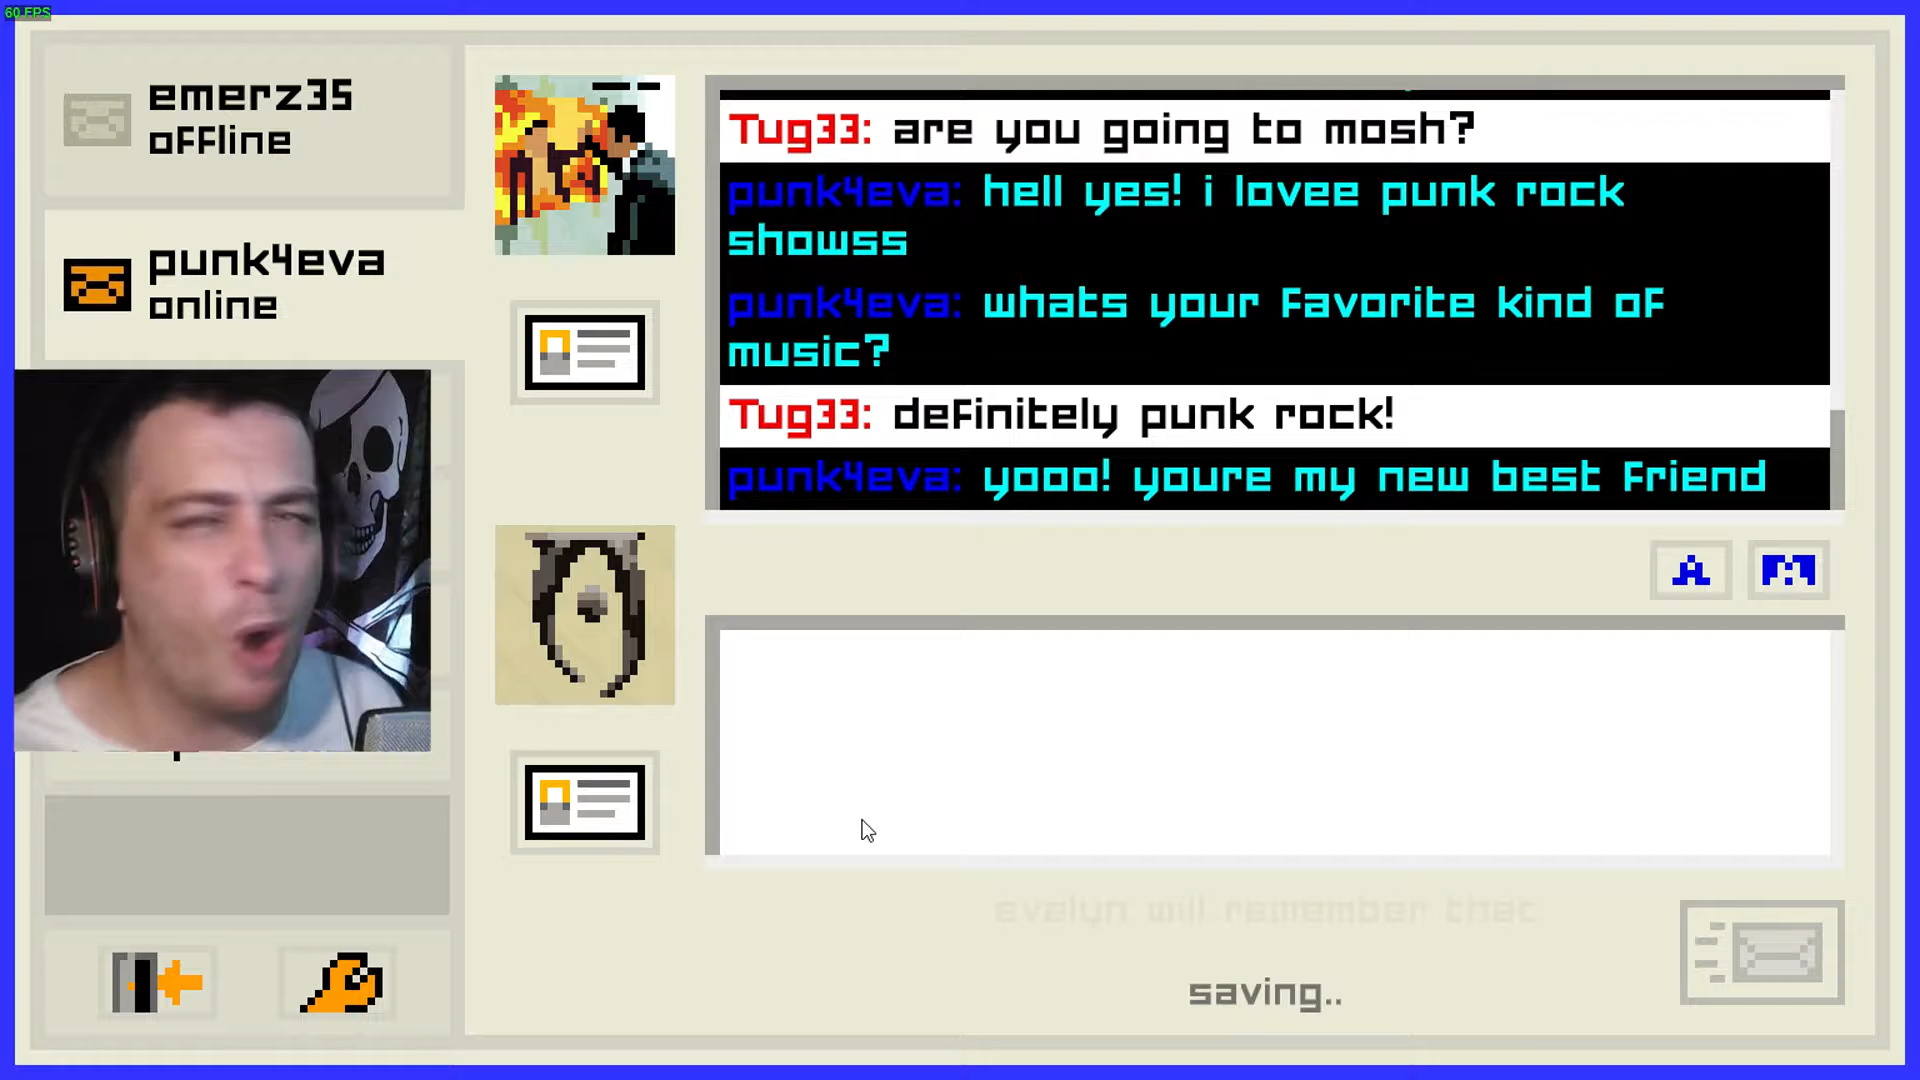 60 FPS
emerz35
offline
punk4eva
online
Tug33: are you going to mosh?
punk4eva: hell yes! i lovee punk rock
showss
punk4eva: whats your favorite kind of
music?
Tug33: definitely punk rock!
punk4eva: yooo! youre my new best friend
A
evelyn will remember that
saving..